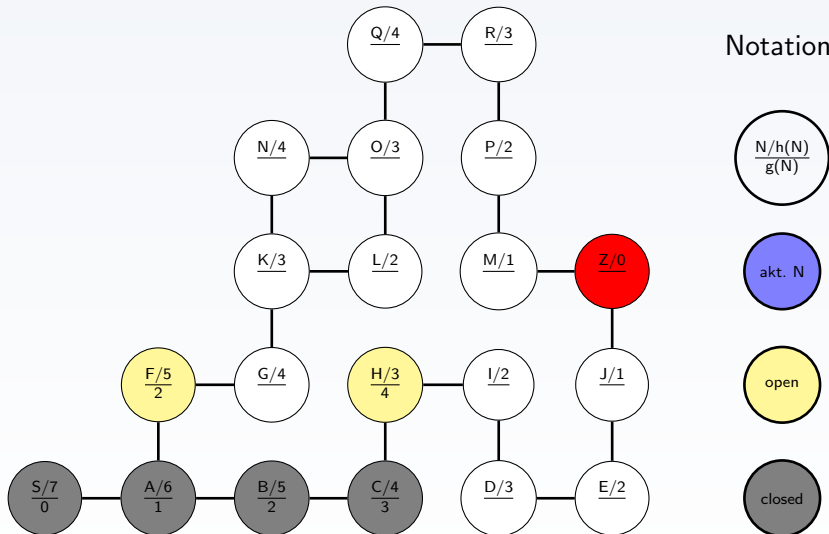 Q/4
R/3
Notation
N/4
O/3
P/2
N/h(N)
g(N)
K/3
L/2
M/1
Z/0
akt. N
F/5
2
G/4
H/3
4
I/2
J/1
open
S/7
0
A/6
1
B/5
2
C/4
3
D/3
E/2
closed